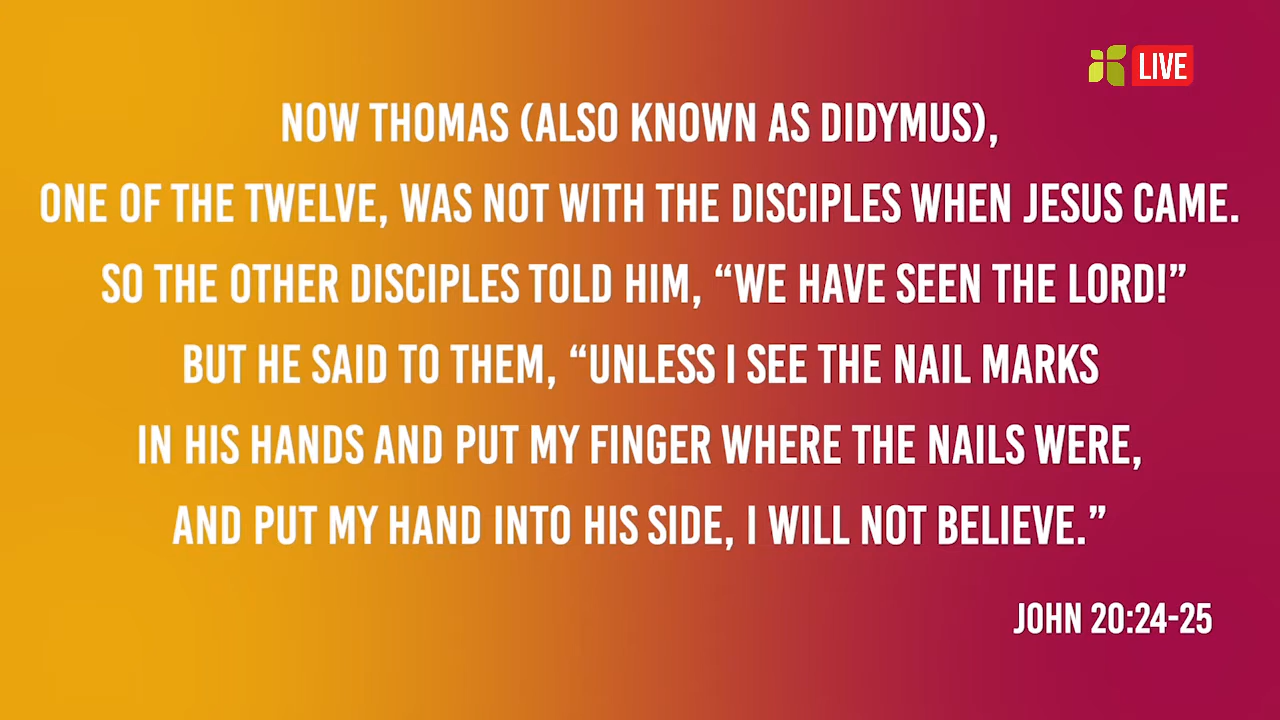 LIVE
NOW THOMAS (ALSO KNOWN AS DIDYMUS),
ONE OF THE TWELVE, WAS NOT WITH THE DISCIPLES WHEN JESUS CAME.
SO THE OTHER DISCIPLES TOLD HIM, “WE HAVE SEEN THE LORD!”
BUT HE SAID TO THEM, “UNLESS I SEE THE NAIL MARKS
IN HIS HANDS AND PUT MY FINGER WHERE THE NAILS WERE,
AND PUT MY HAND INTO HIS SIDE, I WILL NOT BELIEVE.”
JOHN 20:24-25